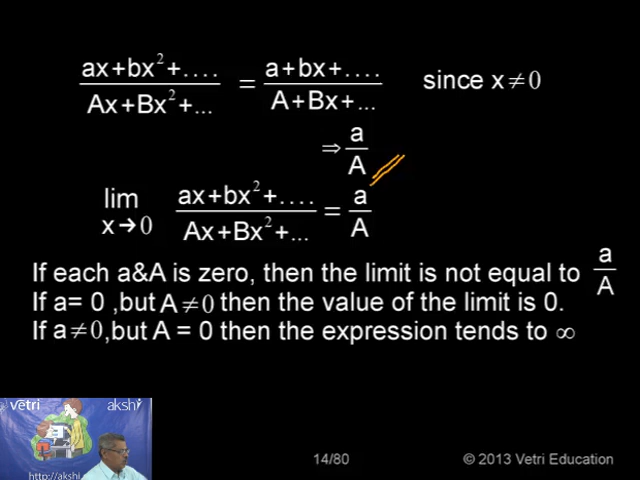 ax+bx²+.... / Ax+Bx²+... = a+bx+.... / A+Bx+... since x≠0
⇒ a/A
lim x→0 ax+bx²+.... / Ax+Bx²+... = a/A
If each a&A is zero, then the limit is not equal to a/A
If a= 0 ,but A≠0 then the value of the limit is 0.
If a≠0,but A = 0 then the expression tends to ∞
vetri akshi
http://aksh
14/80 © 2013 Vetri Education